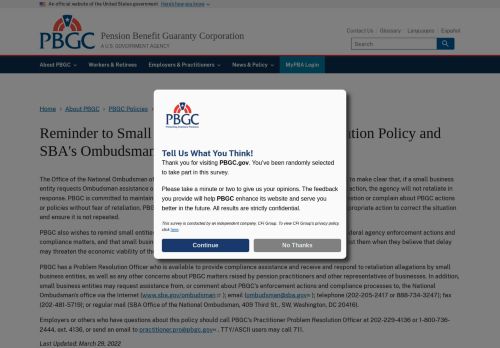 An official website of the United States government Here's how you know
PBGC
Pension Benefit Guaranty Corporation
A U.S. GOVERNMENT AGENCY
Contact Us Glossary Languages Español
Search
About PBGC Workers & Retirees Employers & Practitioners News & Policy MyPBA Login
Home About PBGC PBGC Policies
Reminder to Small ution Policy and
SBA's Ombudsman
The Office of the National Ombudsman of to make clear that, if a small business
entity requests Ombudsman assistance o action, the agency will not retaliate in
response. PBGC is committed to maintainin stion or complain about PBGC actions
or policies without fear of retaliation, PBG opriate action to correct the situation
and ensure it is not repeated.
PBGC also wishes to remind small entities ederal agency enforcement actions and
compliance matters, and that small busine st them when they believe that delay
may threaten the economic viability of the
PBGC has a Problem Resolution Officer who is available to provide compliance assistance and receive and respond to retaliation allegations by small
business entities, as well as any other concerns about PBGC matters raised by pension practitioners and other representatives of businesses. In addition,
small business entities may request assistance from, or comment about PBGC's enforcement actions and compliance processes to, the National
Ombudsman's office via the Internet (www.sba.gov/ombudsman); email (ombudsman@sba.gov); telephone (202-205-2417 or 888-734-3247); fax
(202-481-5719); or regular mail (SBA Office of the National Ombudsman, 409 Third St., SW, Washington, DC 20416).
Employers or others who have questions about this policy should call PBGC's Practitioner Problem Resolution Officer at 202-229-4136 or 1-800-736-
2444, ext. 4136, or send an email to practitioner.pro@pbgc.gov. TTY/ASCII users may call 711.
Last Updated: March 29, 2022
PBGC
Protecting America's Pensions
Tell Us What You Think!
Thank you for visiting PBGC.gov. You've been randomly selected
to take part in this survey.
Please take a minute or two to give us your opinions. The feedback
you provide will help PBGC enhance its website and serve you
better in the future. All results are strictly confidential.
This survey is conducted by an independent company, CFI Group. To view CFI Group's privacy policy,
click here.
Continue No Thanks